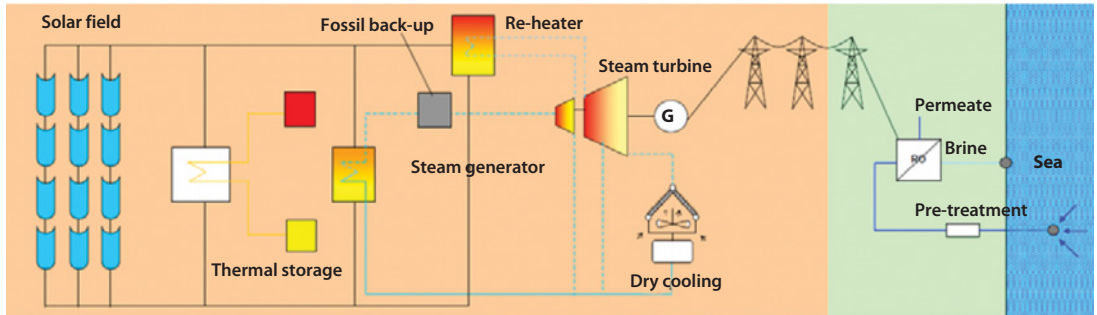 Solar field
Fossil back-up
Re-heater
Steam turbine
G
Permeate
Brine
RO
Sea
Steam generator
Pre-treatment
Thermal storage
Dry cooling